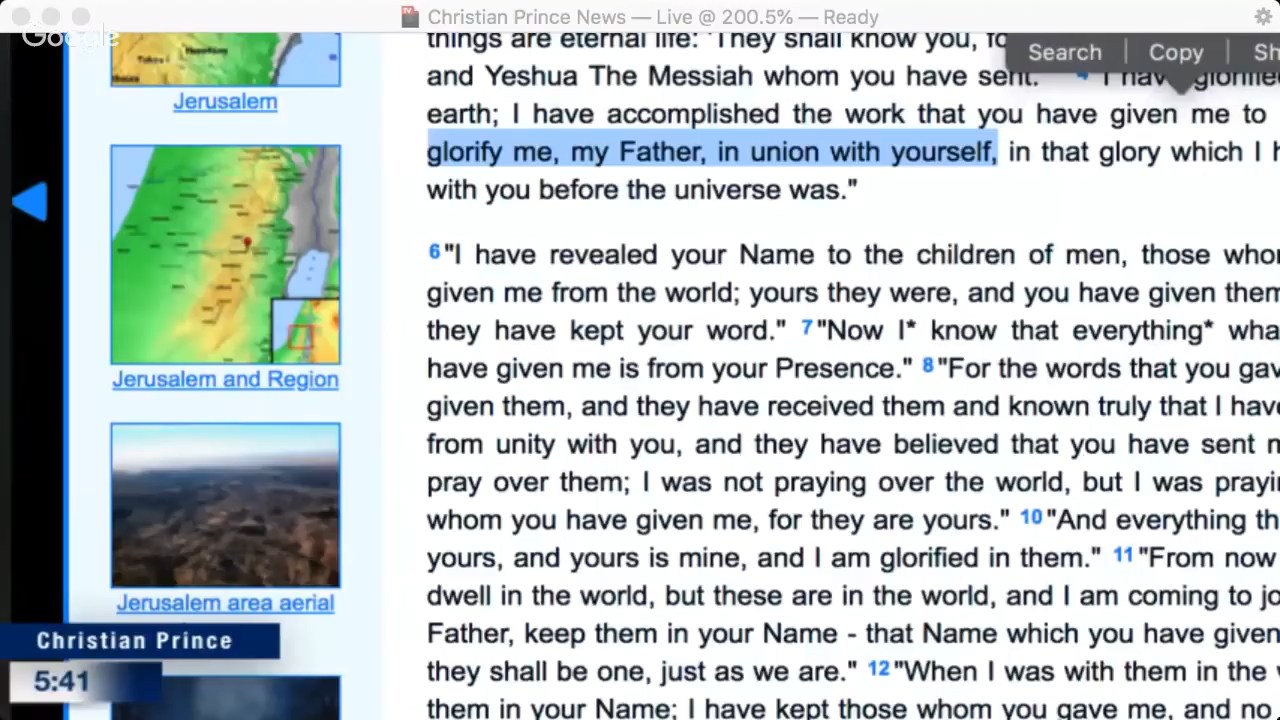 Christian Prince News — Live @ 200.5% — Ready
Google
Search
Copy
Jerusalem
Jerusalem and Region
Jerusalem area aerial
things are eternal life: 'They shall know you,
and Yeshua The Messiah whom you have sent.' 4 "I have glorified
earth; I have accomplished the work that you have given me to
glorify me, my Father, in union with yourself, in that glory which I
with you before the universe was."
6 "I have revealed your Name to the children of men, those
given me from the world; yours they were, and you have given them
they have kept your word." 7 "Now I* know that everything*
have given me is from your Presence." 8 "For the words that you
given them, and they have received them and known truly that I
from unity with you, and they have believed that you have sent
pray over them; I was not praying over the world, but I was
whom you have given me, for they are yours." 10 "And everything
yours, and yours is mine, and I am glorified in them." 11 "From now
dwell in the world, but these are in the world, and I am coming to
Father, keep them in your Name - that Name which you have given
they shall be one, just as we are." 12 "When I was with them in the
them in your Name; I have kept those whom you gave me, and no
Christian Prince
5:41